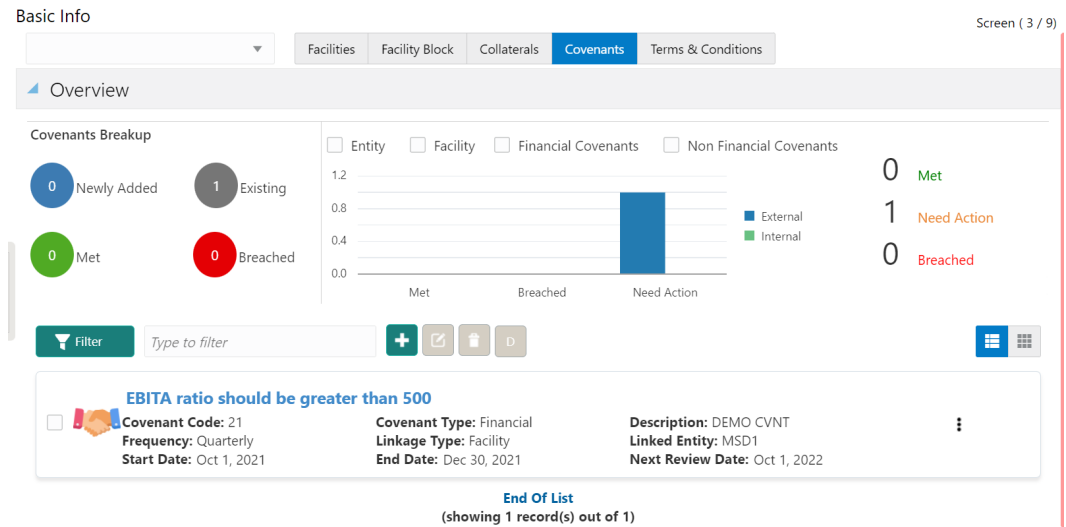 Basic Info
Screen ( 3 / 9)
Facilities Facility Block Collaterals Covenants Terms & Conditions
Overview
Covenants Breakup
Entity Facility Financial Covenants Non Financial Covenants
0 Newly Added 1 Existing
0 Met 0 Breached
1.2
0.8
0.4
0.0
Met Breached Need Action
External
Internal
0 Met
1 Need Action
0 Breached
Filter Type to filter D
EBITA ratio should be greater than 500
Covenant Code: 21 Covenant Type: Financial Description: DEMO CVNT
Frequency: Quarterly Linkage Type: Facility Linked Entity: MSD1
Start Date: Oct 1, 2021 End Date: Dec 30, 2021 Next Review Date: Oct 1, 2022
End Of List
(showing 1 record(s) out of 1)